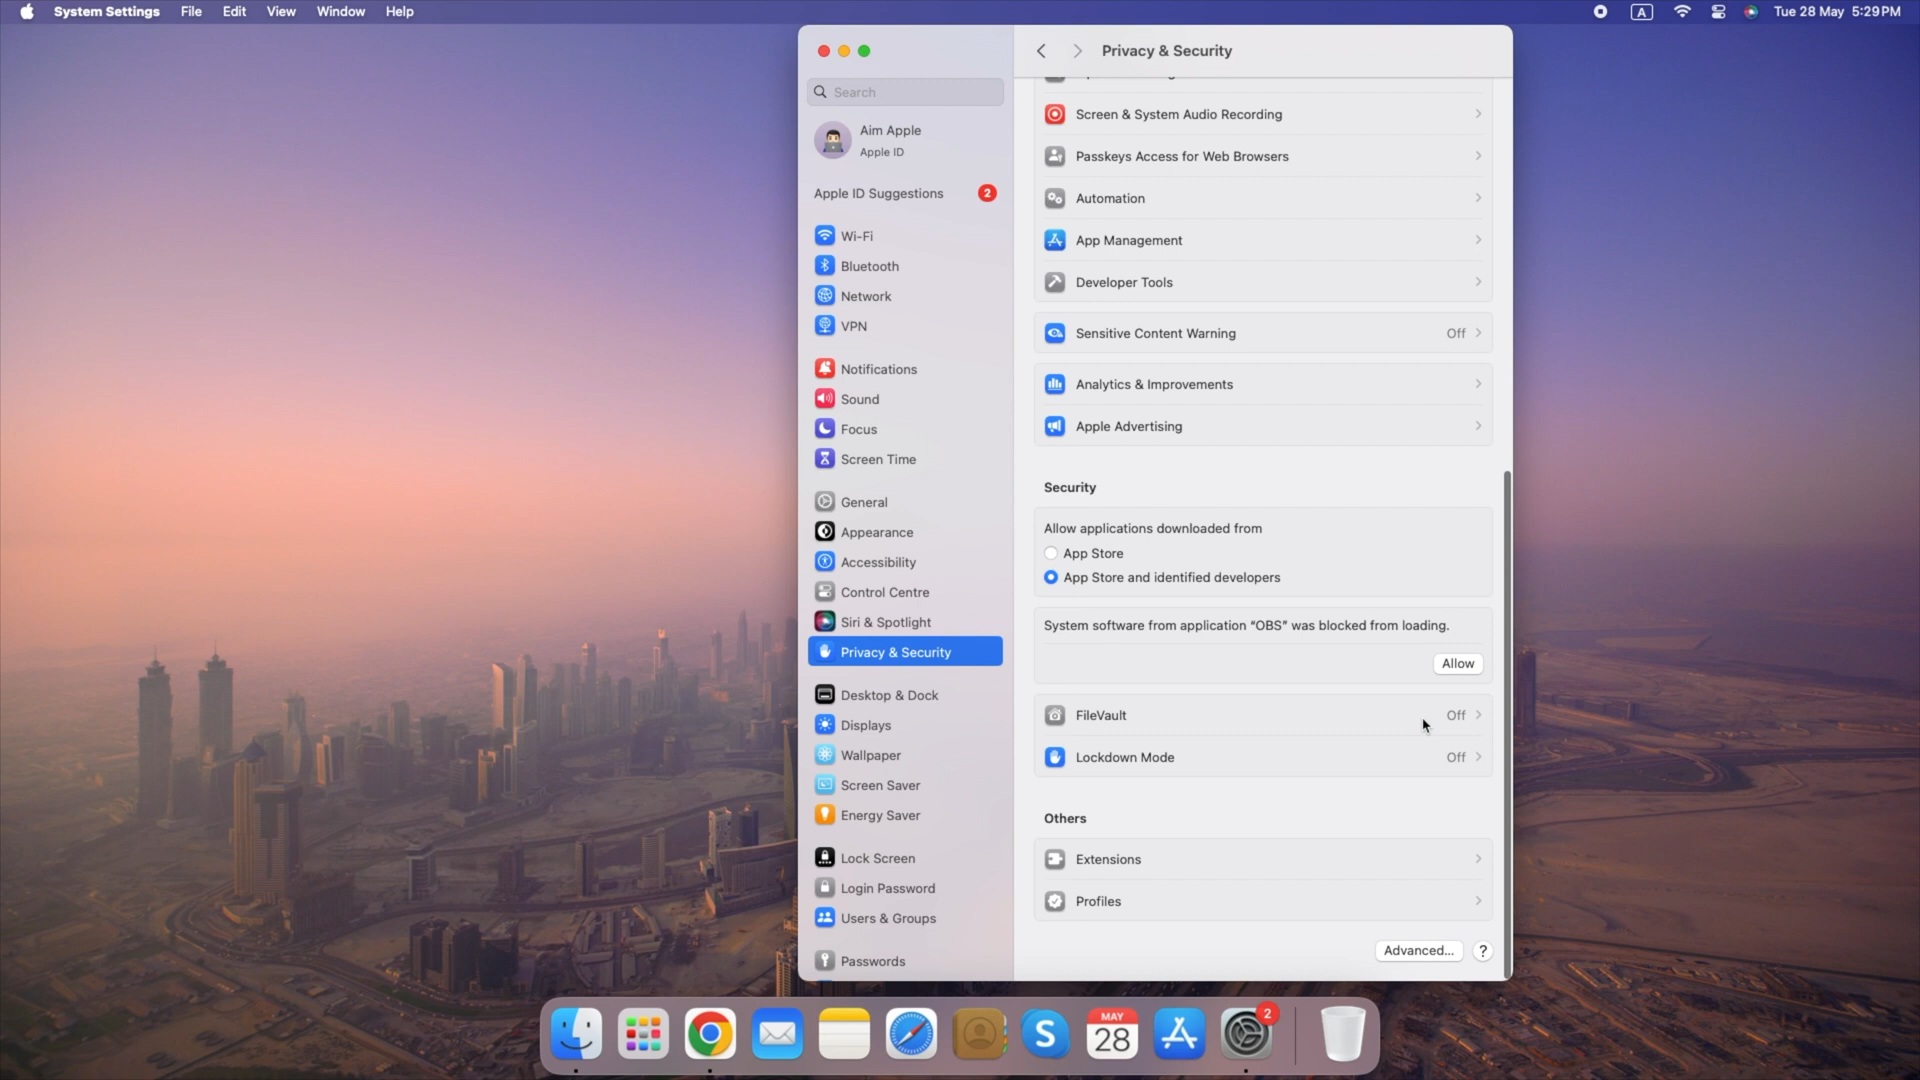 System Settings File Edit View Window Help
A Tue 28 May 5:29 PM
Privacy & Security
Search
Aim Apple
Apple ID
Apple ID Suggestions 2
Wi-Fi
Bluetooth
Network
VPN
Notifications
Sound
Focus
Screen Time
General
Appearance
Accessibility
Control Centre
Siri & Spotlight
Privacy & Security
Desktop & Dock
Displays
Wallpaper
Screen Saver
Energy Saver
Lock Screen
Login Password
Users & Groups
Passwords
Screen & System Audio Recording
Passkeys Access for Web Browsers
Automation
App Management
Developer Tools
Sensitive Content Warning Off
Analytics & Improvements
Apple Advertising
Security
Allow applications downloaded from
App Store
App Store and identified developers
System software from application “OBS” was blocked from loading.
Allow
FileVault Off
Lockdown Mode Off
Others
Extensions
Profiles
Advanced... ?
S
MAY
28
2